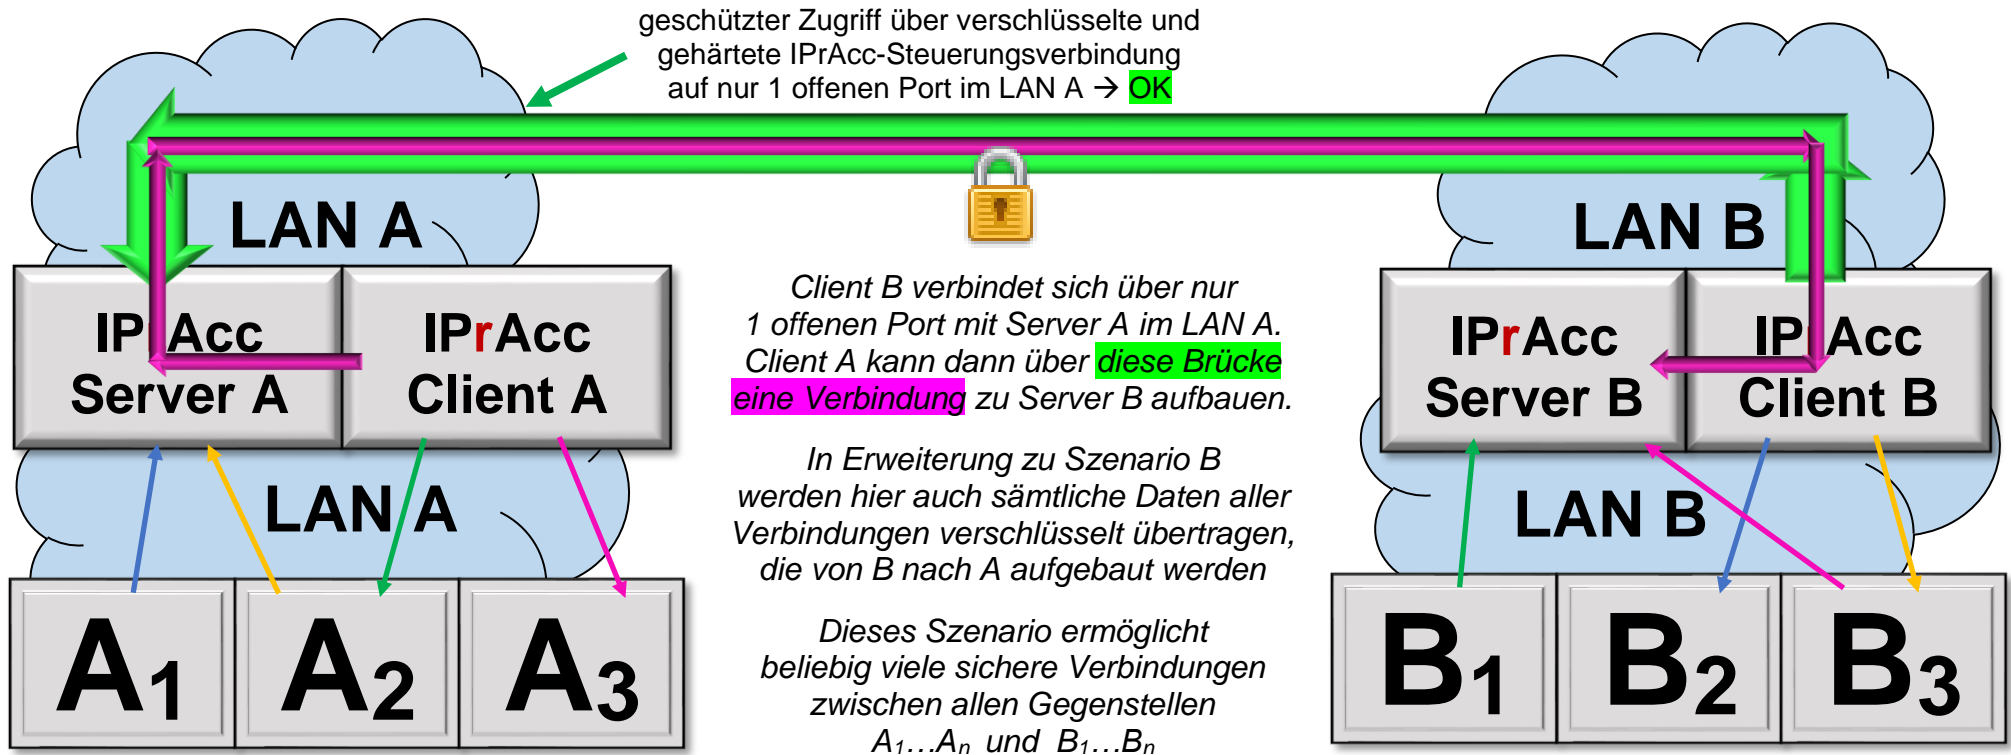 geschützter Zugriff über verschlüsselte und
gehärtete IPrAcc-Steuerungsverbindung
auf nur 1 offenen Port im LAN A → OK
LAN A
LAN B
IPrAcc
Server A
IPrAcc
Client A
Client B verbindet sich über nur
1 offenen Port mit Server A im LAN A.
Client A kann dann über diese Brücke
eine Verbindung zu Server B aufbauen.
IPrAcc
Server B
IPrAcc
Client B
In Erweiterung zu Szenario B
werden hier auch sämtliche Daten aller
Verbindungen verschlüsselt übertragen,
die von B nach A aufgebaut werden
LAN A
LAN B
Dieses Szenario ermöglicht
beliebig viele sichere Verbindungen
zwischen allen Gegenstellen
A1…An und B1…Bn
A1
A2
A3
B1
B2
B3